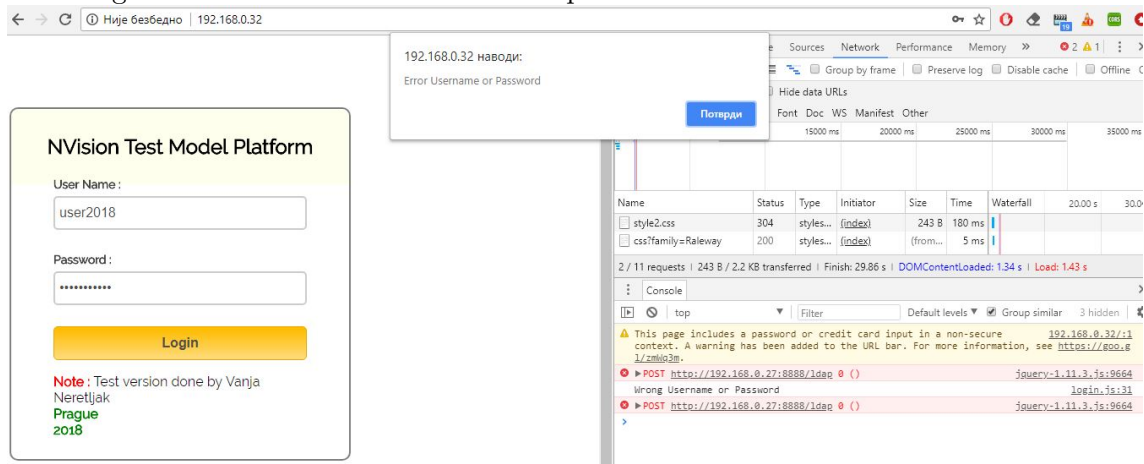 Није безбедно | 192.168.0.32
192.168.0.32 наводи:
Error Username or Password
Потврди
NVision Test Model Platform
User Name :
user2018
Password :
•••••••••••
Login
Note : Test version done by Vanja
Neretljak
Prague
2018
Sources Network Performance Memory » 2 1
Group by frame Preserve log Disable cache Offline
Hide data URLs
Font Doc WS Manifest Other
15000 ms 20000 ms 25000 ms 30000 ms 35000 ms
Name Status Type Initiator Size Time Waterfall 20.00 s
style2.css 304 styles... (index) 243 B 180 ms
css?family=Raleway 200 styles... (index) (from... 5 ms
2 / 11 requests | 243 B / 2.2 KB transferred | Finish: 29.86 s | DOMContentLoaded: 1.34 s | Load: 1.43 s
Console
top Filter Default levels ▼ Group similar 3 hidden
This page includes a password or credit card input in a non-secure 192.168.0.32/:1
context. A warning has been added to the URL bar. For more information, see https://goo.g
l/zmWq3m.
▶POST http://192.168.0.27:8888/ldap 0 () jquery-1.11.3.js:9664
Wrong Username or Password login.js:31
▶POST http://192.168.0.27:8888/ldap 0 () jquery-1.11.3.js:9664
>